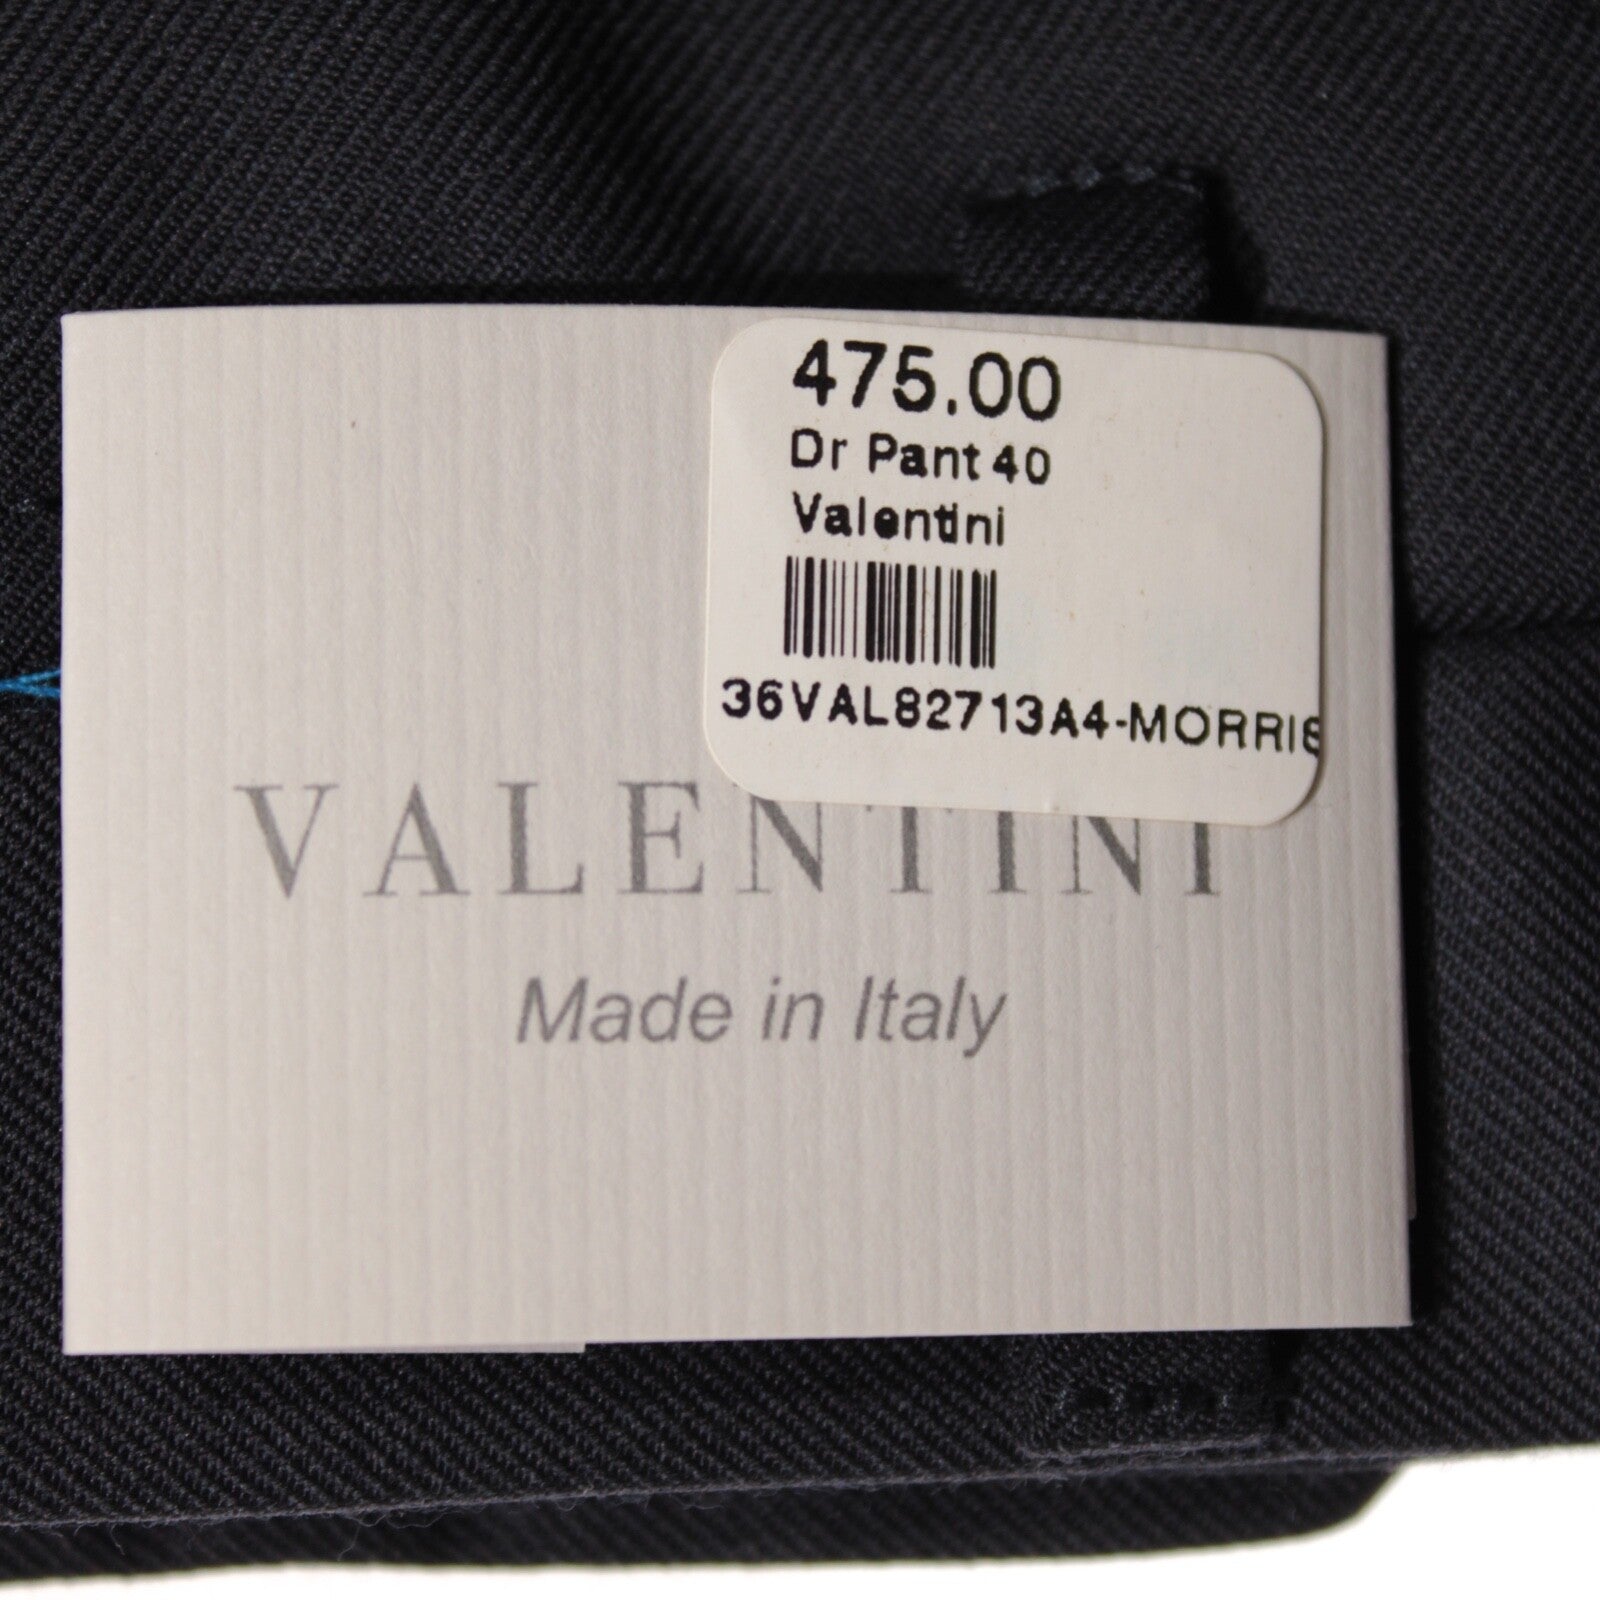 475.00
Dr Pant 40
Valentini
36VAL82713A4-MORRIS
VALENTINI
Made in Italy